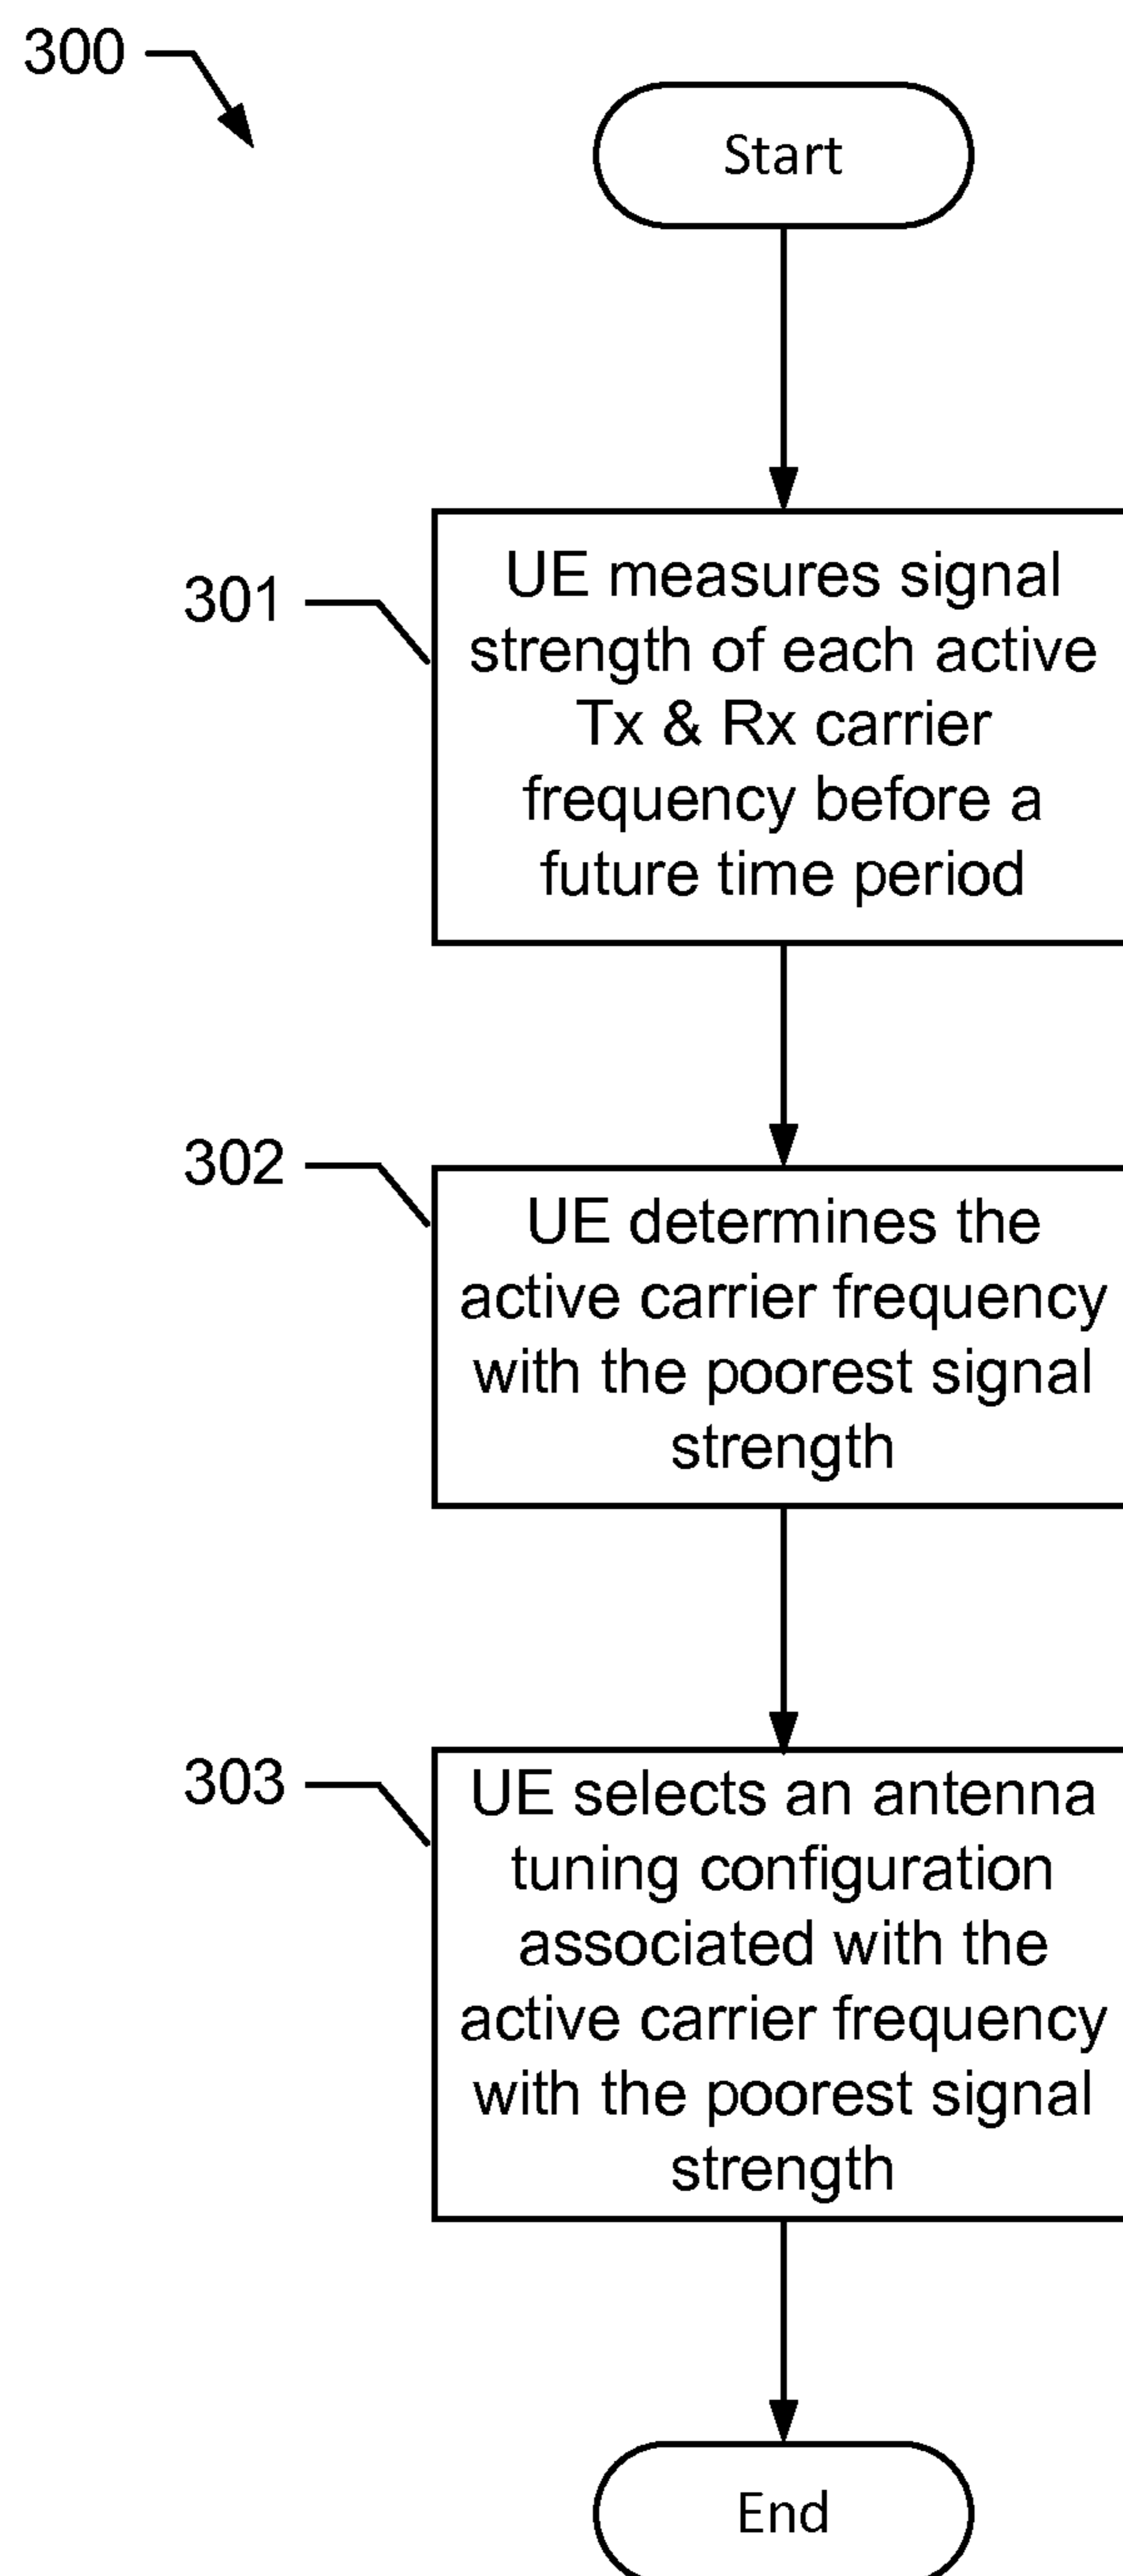 300
Start
301
UE measures signal
strength of each active
Tx & Rx carrier
frequency before a
future time period
302
UE determines the
active carrier frequency
with the poorest signal
strength
303
UE selects an antenna
tuning configuration
associated with the
active carrier frequency
with the poorest signal
strength
End